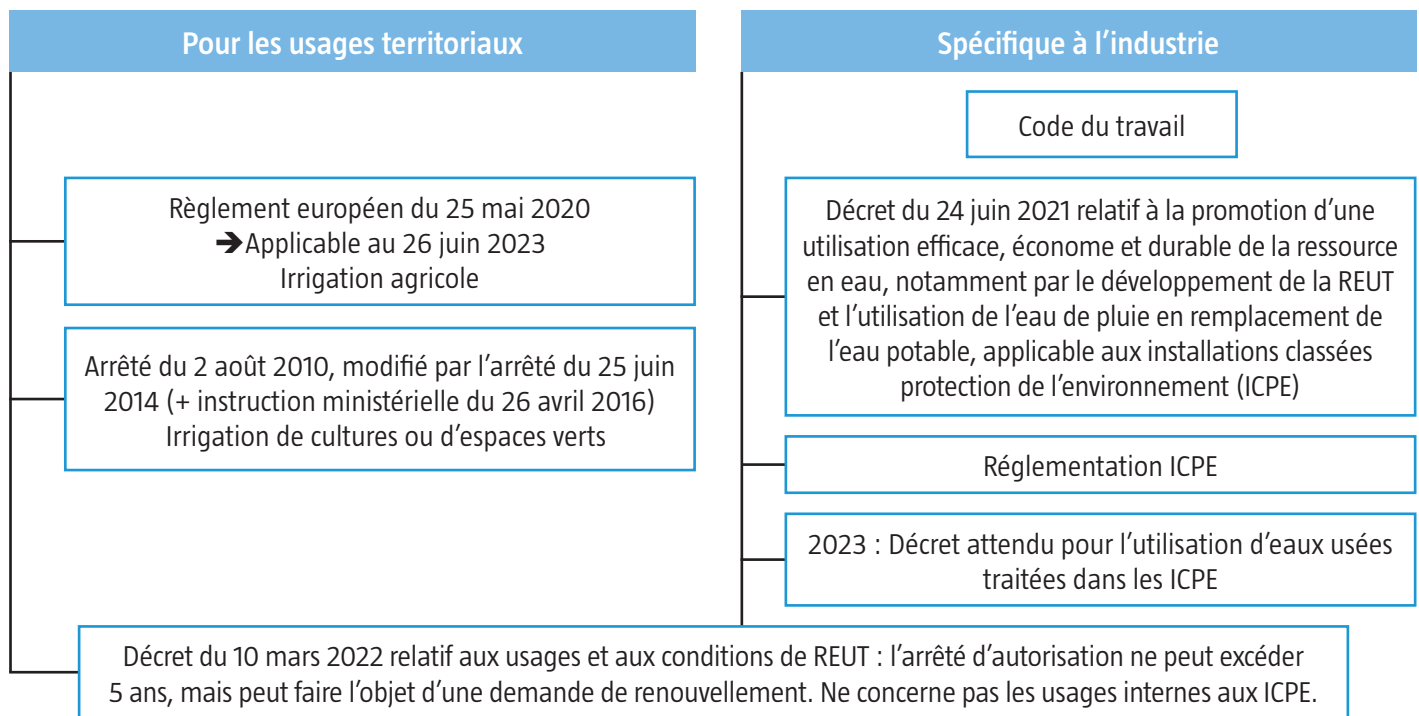 Pour les usages territoriaux
Règlement européen du 25 mai 2020
➔Applicable au 26 juin 2023
Irrigation agricole
Arrêté du 2 août 2010, modifié par l’arrêté du 25 juin
2014 (+ instruction ministérielle du 26 avril 2016)
Irrigation de cultures ou d’espaces verts
Spécifique à l’industrie
Code du travail
Décret du 24 juin 2021 relatif à la promotion d’une
utilisation efficace, économe et durable de la ressource
en eau, notamment par le développement de la REUT
et l’utilisation de l’eau de pluie en remplacement de
l’eau potable, applicable aux installations classées
protection de l’environnement (ICPE)
Réglementation ICPE
2023 : Décret attendu pour l’utilisation d’eaux usées
traitées dans les ICPE
Décret du 10 mars 2022 relatif aux usages et aux conditions de REUT : l’arrêté d’autorisation ne peut excéder
5 ans, mais peut faire l’objet d’une demande de renouvellement. Ne concerne pas les usages internes aux ICPE.